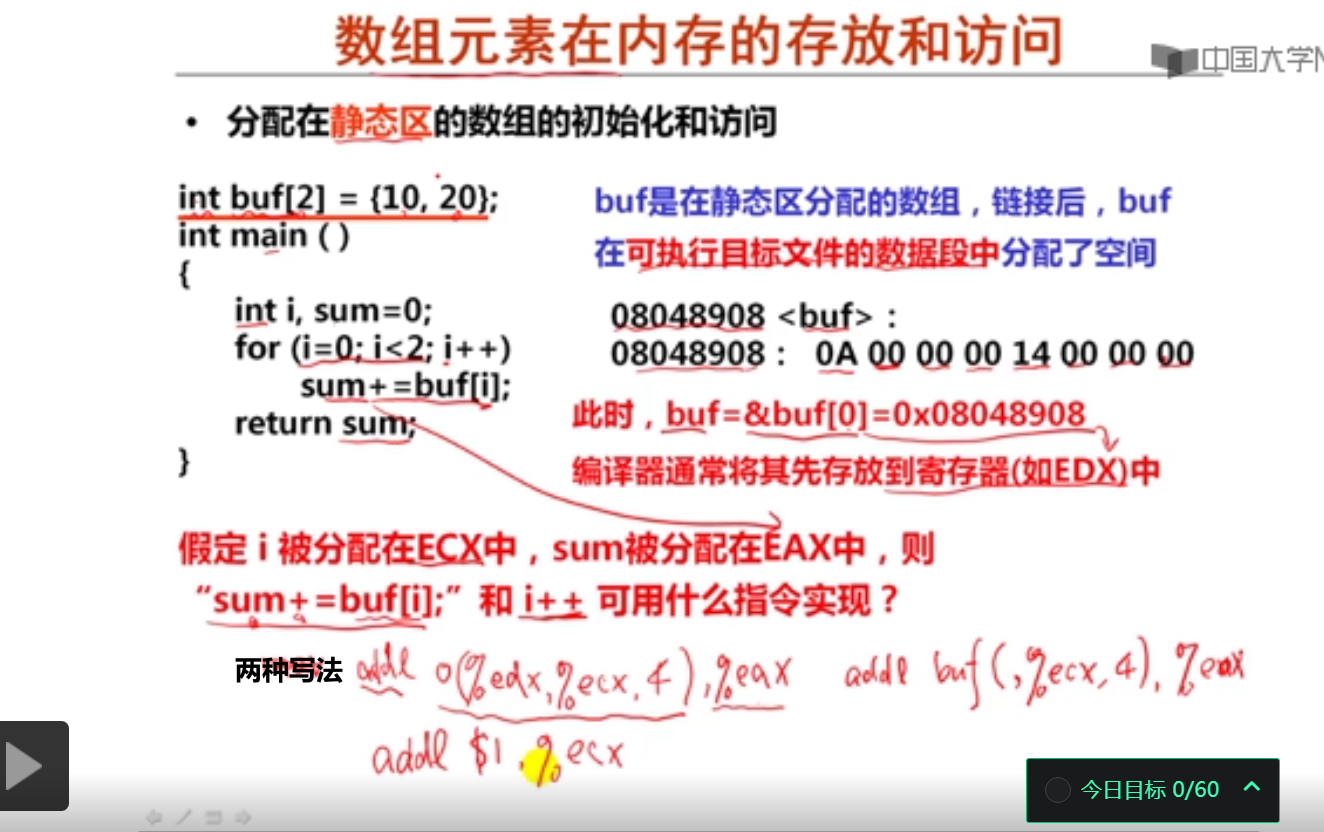 数组元素在内存的存放和访问
中国大学
• 分配在静态区的数组的初始化和访问
int buf[2] = {10, 20};
int main ( )
{
int i, sum=0;
for (i=0; i<2; i++)
sum+=buf[i];
return sum;
}
buf是在静态区分配的数组，链接后，buf
在可执行目标文件的数据段中分配了空间
08048908 <buf>：
08048908： 0A 00 00 00 14 00 00 00
此时，buf=&buf[0]=0x08048908
编译器通常将其先存放到寄存器(如EDX)中
假定 i 被分配在ECX中，sum被分配在EAX中，则
“sum+=buf[i];” 和 i++ 可用什么指令实现？
两种写法 addl 0(%edx,%ecx,4),%eax addl buf(,%ecx,4),%eax
addl $1,%ecx
今日目标 0/60